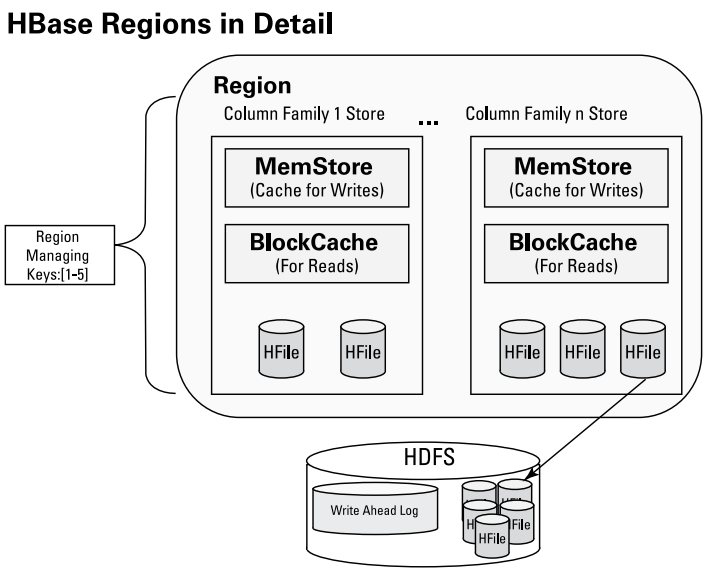 HBase Regions in Detail
Region
Column Family 1 Store
...
Column Family n Store
MemStore
(Cache for Writes)
MemStore
(Cache for Writes)
Region
Managing
Keys:[1-5]
BlockCache
(For Reads)
BlockCache
(For Reads)
HFile
HFile
HFile
HFile
HFile
HDFS
Write Ahead Log
HFile
HFile